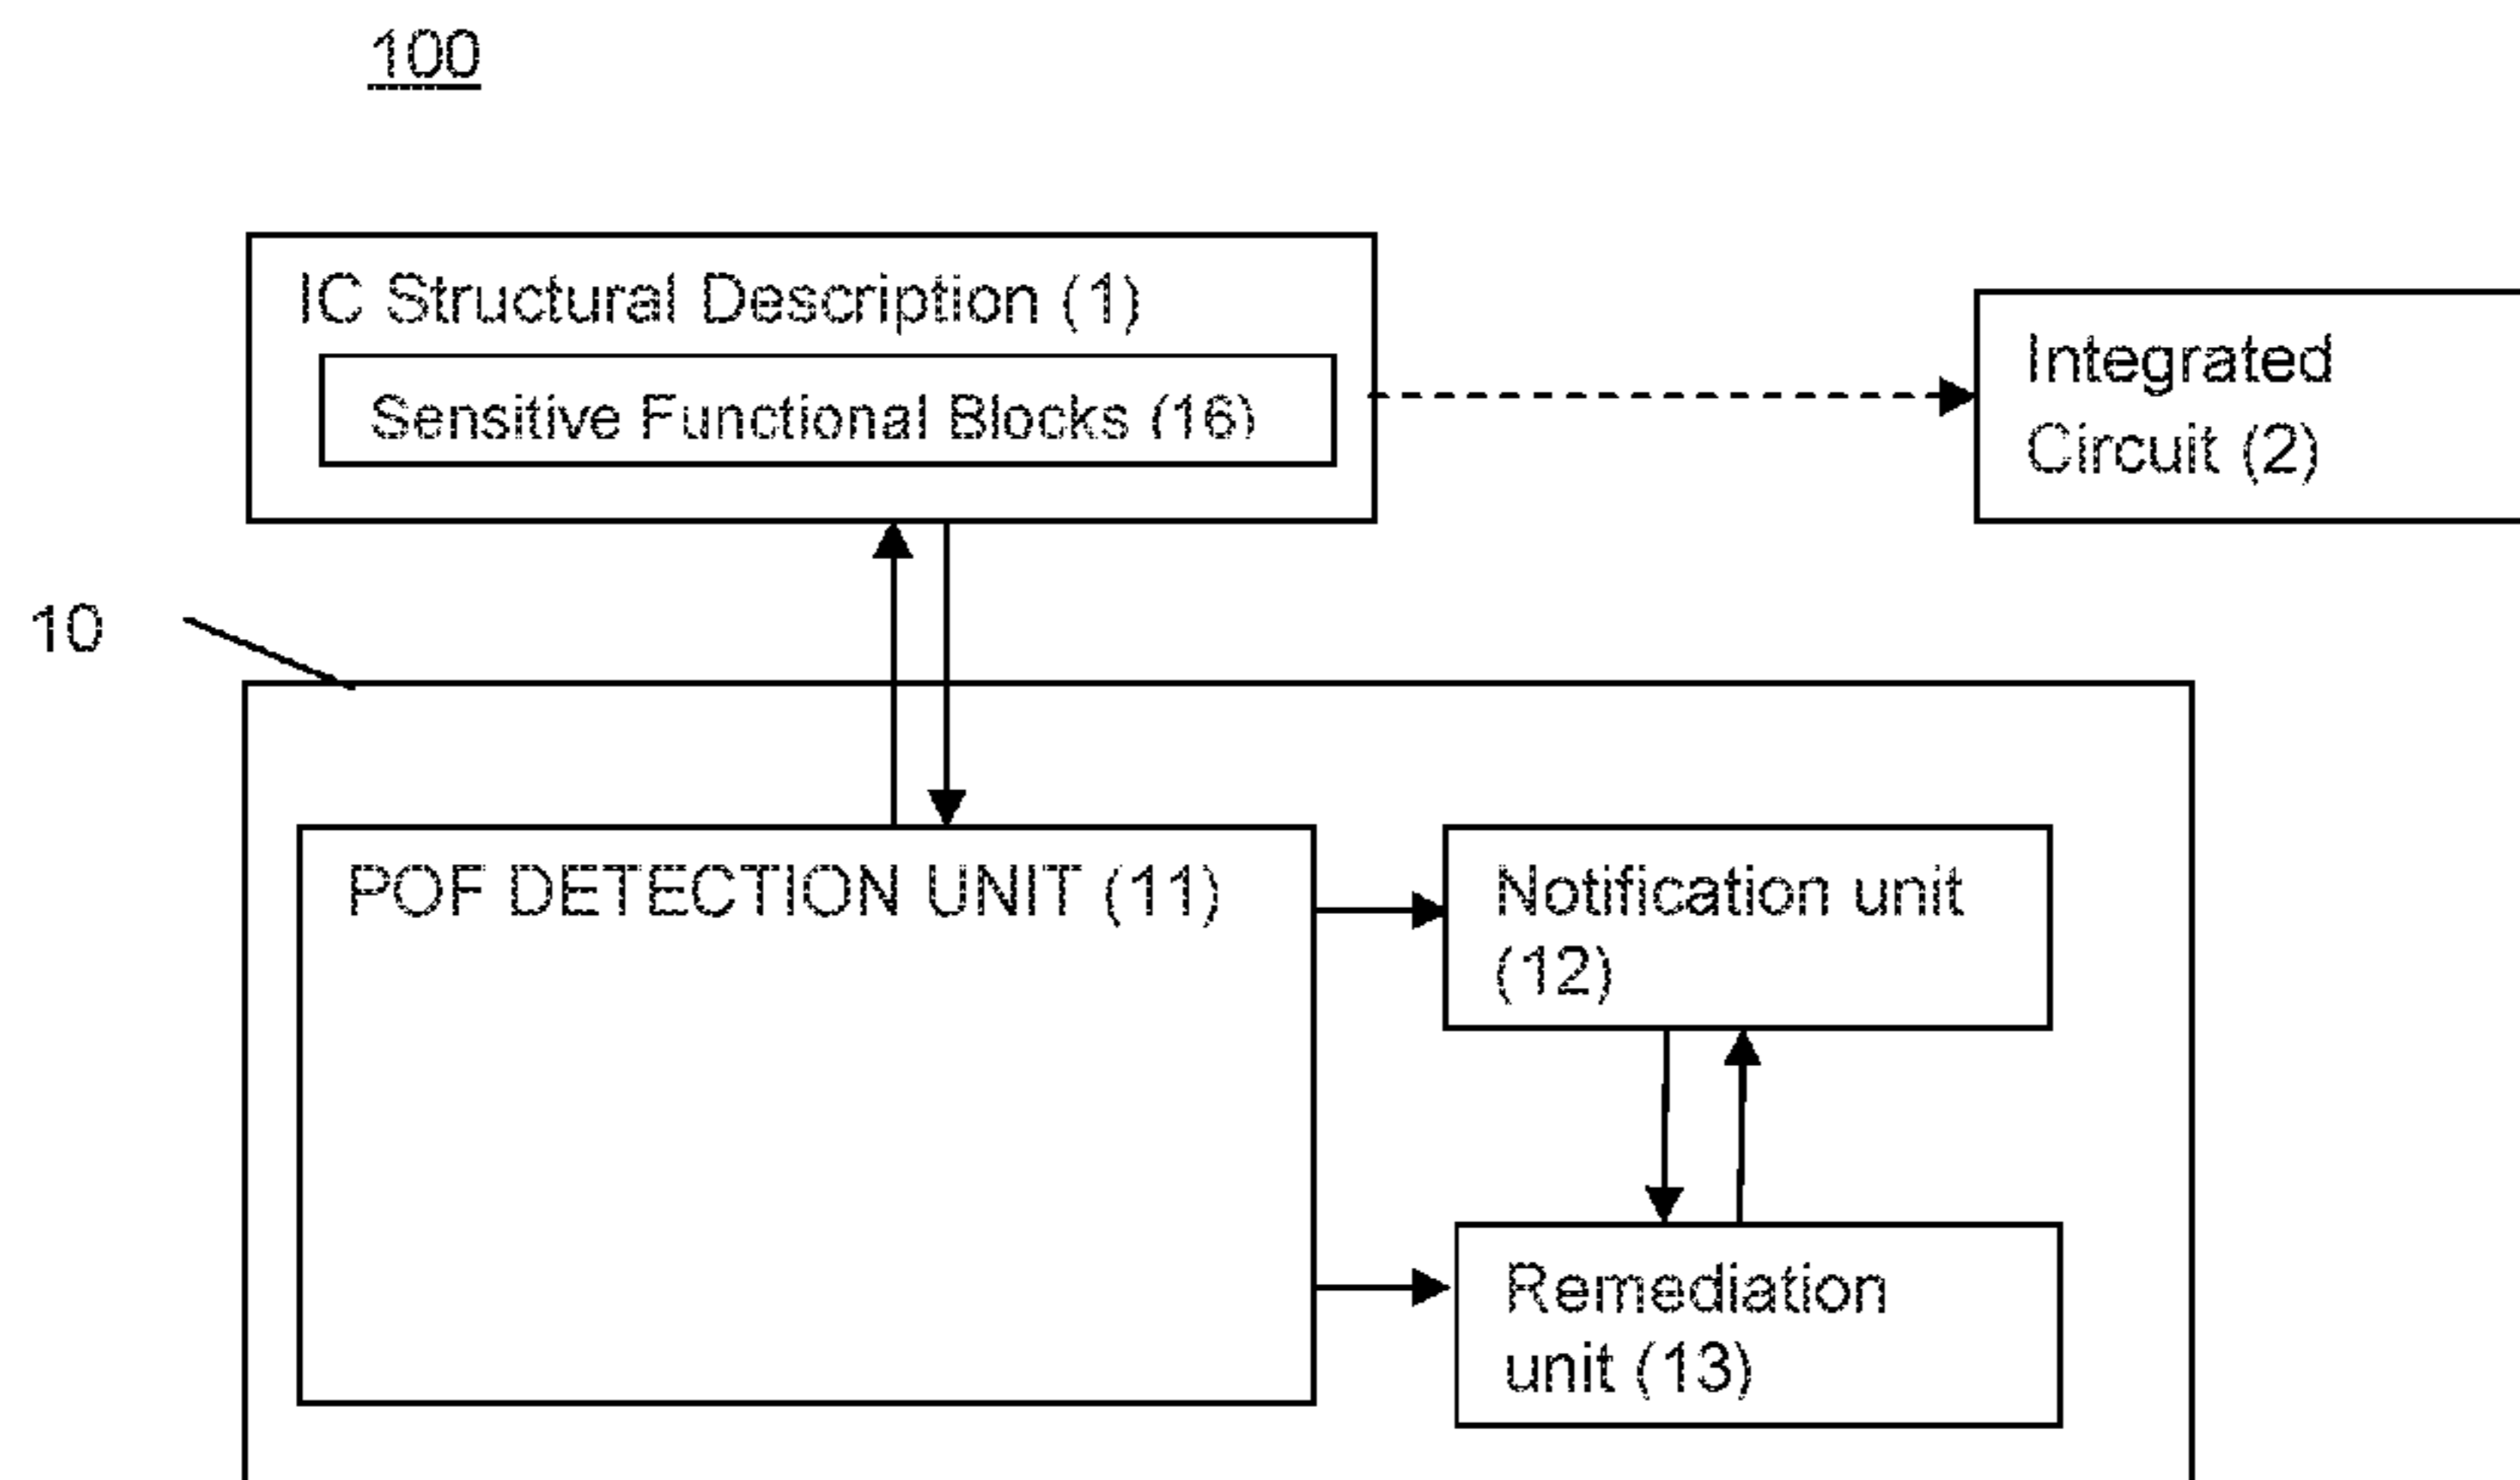 100
IC Structural Description (1)
Sensitive Functional Blocks (16)
Integrated
Circuit (2)
10
POF DETECTION UNIT (11)
Notification unit
(12)
Remediation
unit (13)